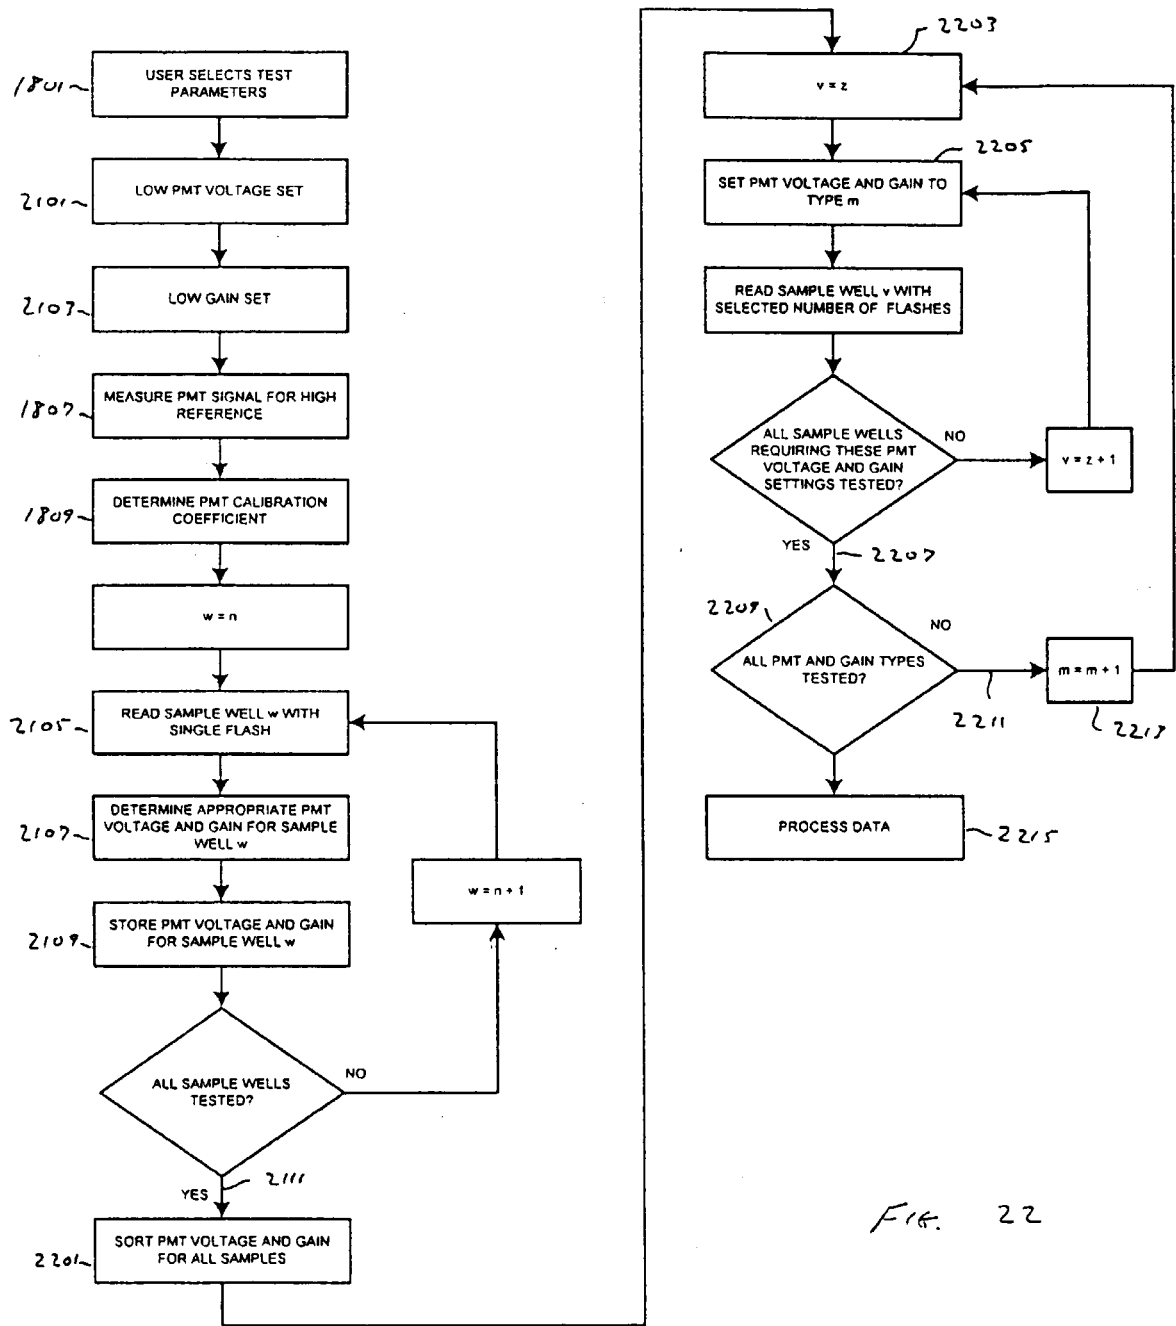 1801
USER SELECTS TEST
PARAMETERS
2101
LOW PMT VOLTAGE SET
2103
LOW GAIN SET
1807
MEASURE PMT SIGNAL FOR HIGH
REFERENCE
1809
DETERMINE PMT CALIBRATION
COEFFICIENT
w = n
2105
READ SAMPLE WELL w WITH
SINGLE FLASH
2107
DETERMINE APPROPRIATE PMT
VOLTAGE AND GAIN FOR SAMPLE
WELL w
w = n + 1
2109
STORE PMT VOLTAGE AND GAIN
FOR SAMPLE WELL w
ALL SAMPLE WELLS
TESTED?
NO
YES
2111
2201
SORT PMT VOLTAGE AND GAIN
FOR ALL SAMPLES
2203
v = z
2205
SET PMT VOLTAGE AND GAIN TO
TYPE m
READ SAMPLE WELL v WITH
SELECTED NUMBER OF FLASHES
ALL SAMPLE WELLS
REQUIRING THESE PMT
VOLTAGE AND GAIN
SETTINGS TESTED?
NO
v = z + 1
YES
2207
2209
ALL PMT AND GAIN TYPES
TESTED?
NO
2211
m = m + 1
2213
PROCESS DATA
2215
FIG. 22